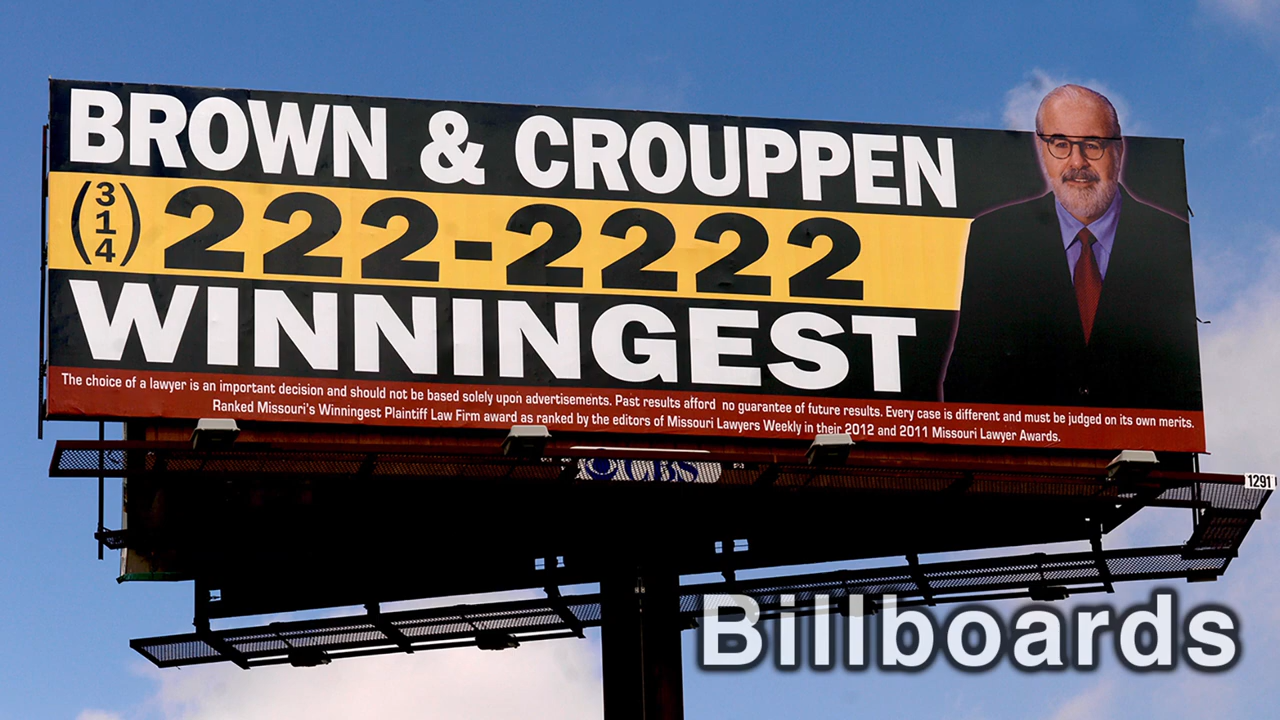 BROWN & CROUPPEN
(314) 222-2222
WINNINGEST
The choice of a lawyer is an important decision and should not be based solely upon advertisements. Past results afford no guarantee of future results. Every case is different and must be judged on its own merits.
Ranked Missouri's Winningest Plaintiff Law Firm award as ranked by the editors of Missouri Lawyers Weekly in their 2012 and 2011 Missouri Lawyer Awards.
CBS
1291
Billboards